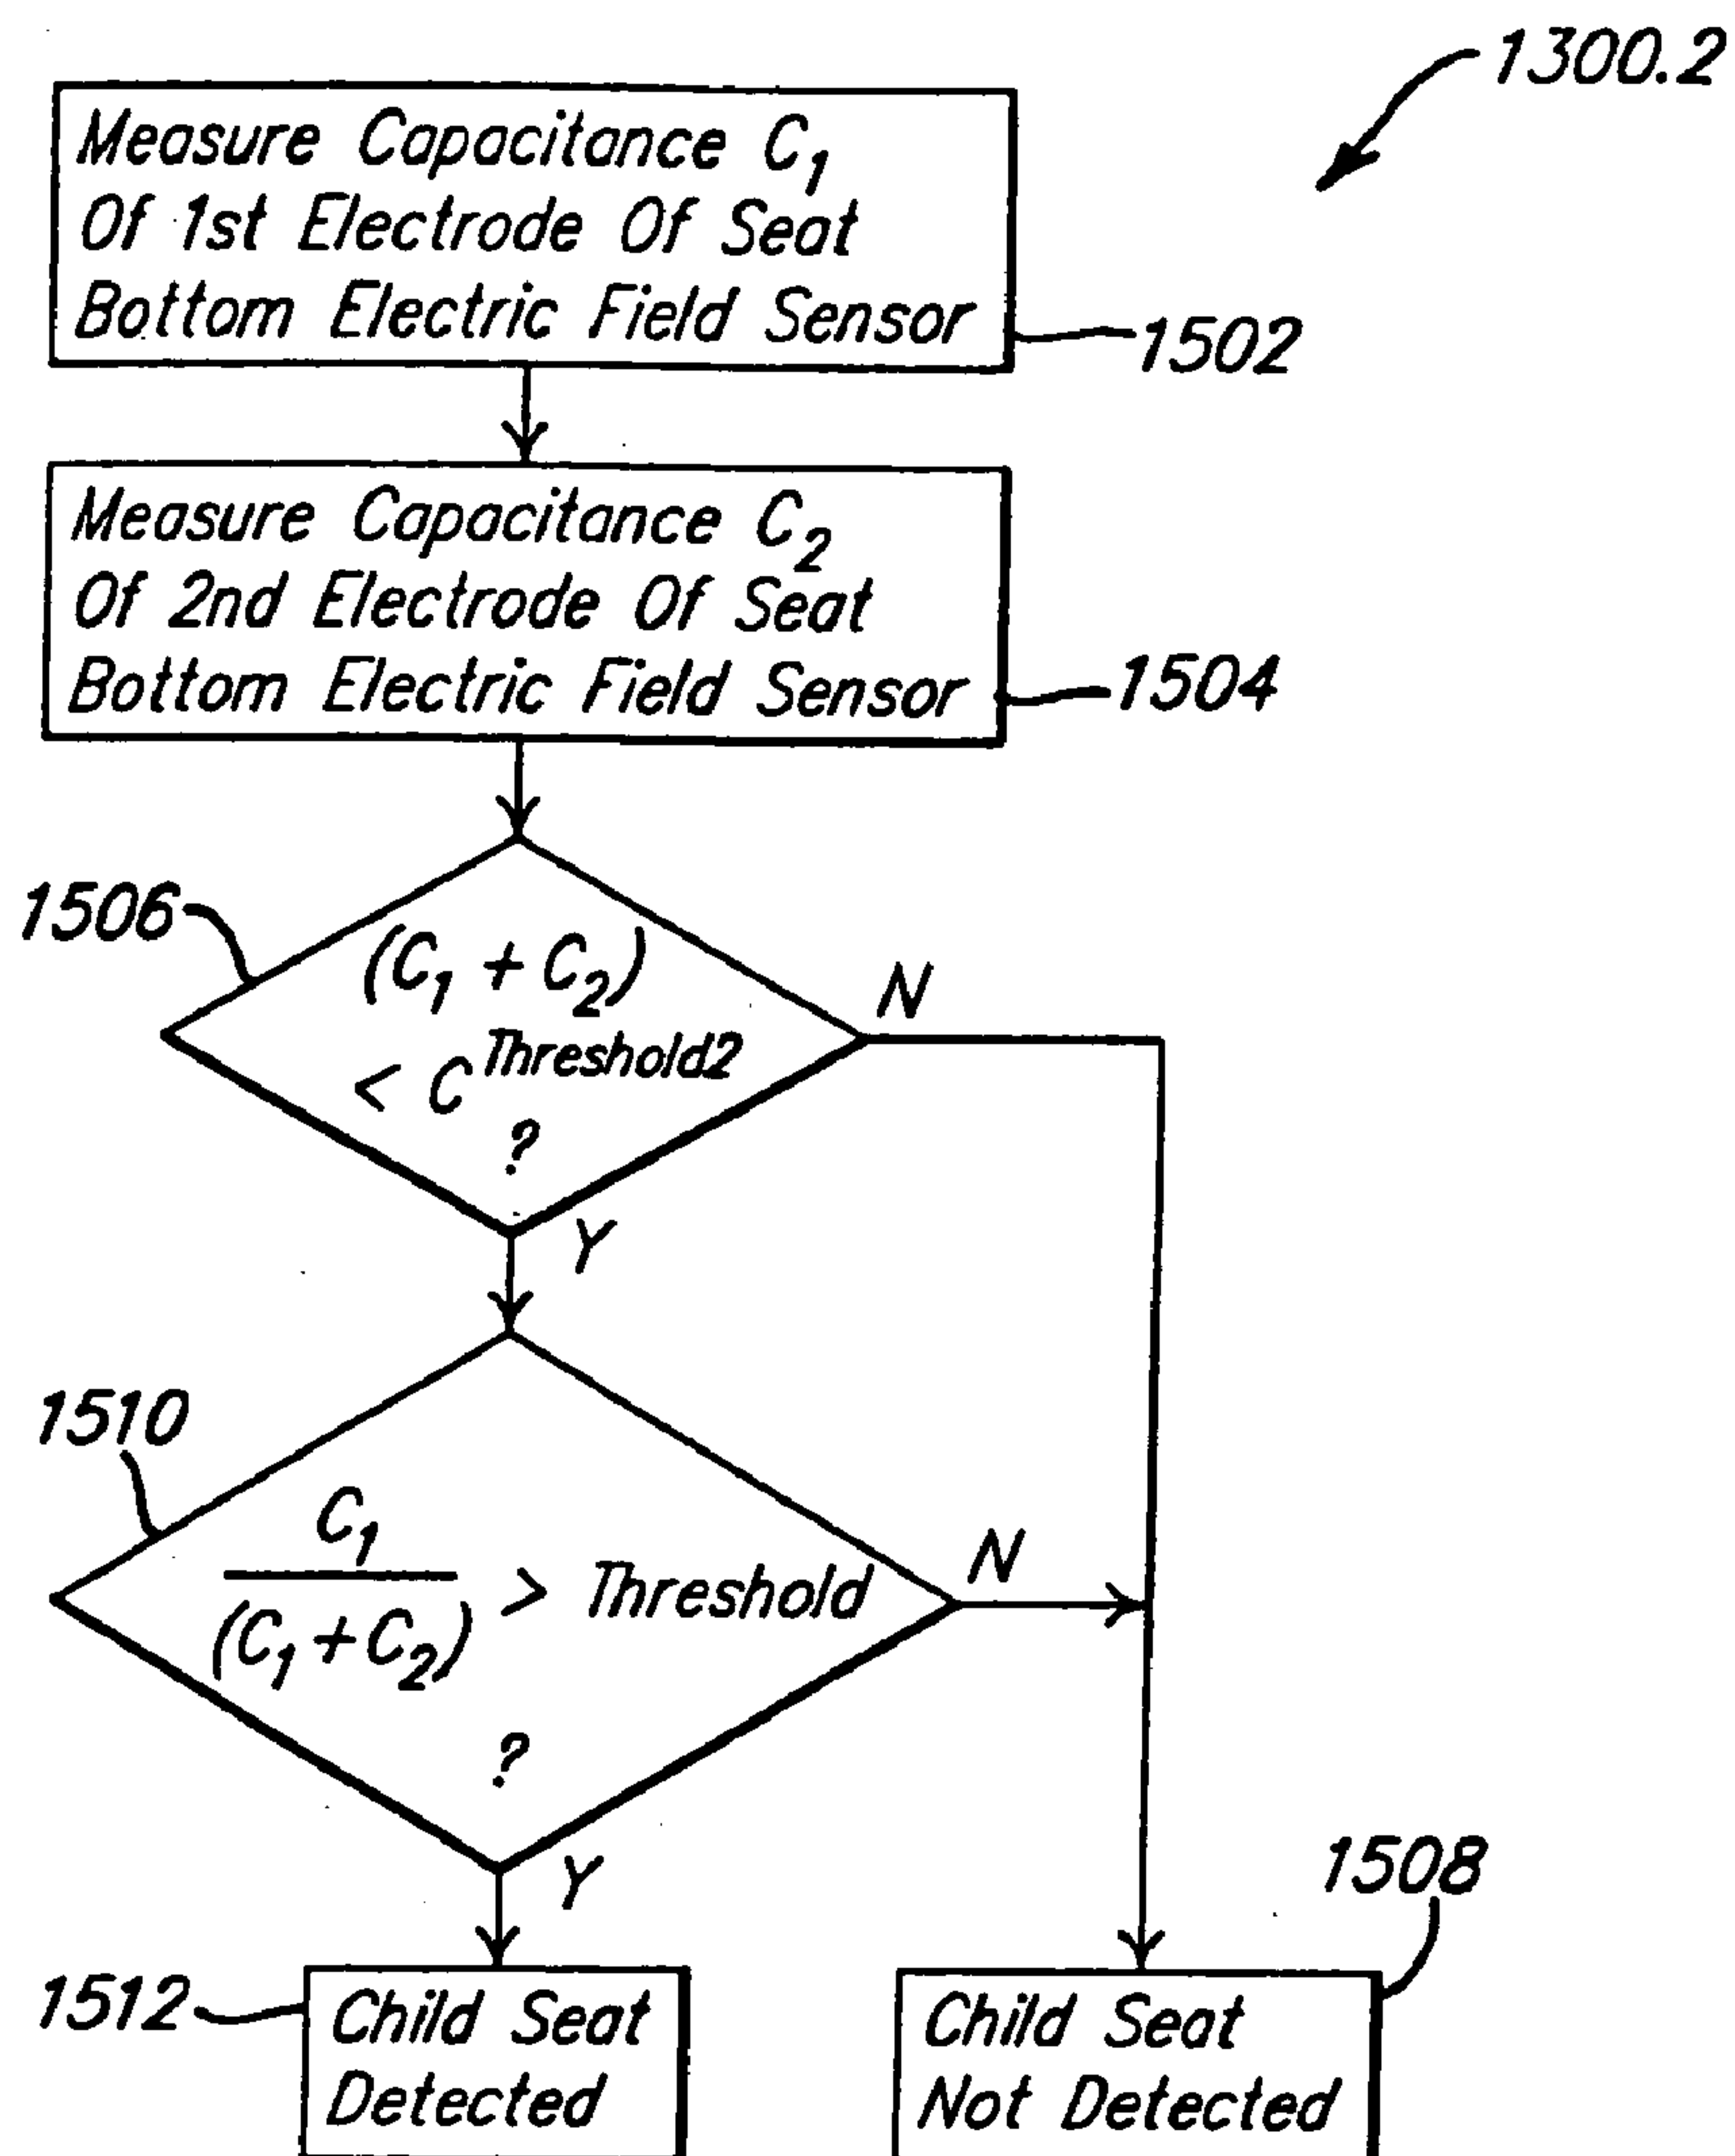 1300.2
Measure Capacitance C1
Of 1st Electrode Of Seat
Bottom Electric Field Sensor
1502
Measure Capacitance C2
Of 2nd Electrode Of Seat
Bottom Electric Field Sensor
1504
1506
(C1 + C2)
< C Threshold2
?
N
Y
1510
C1
(C1+C2)
> Threshold
?
N
Y
1508
1512
Child Seat
Detected
Child Seat
Not Detected